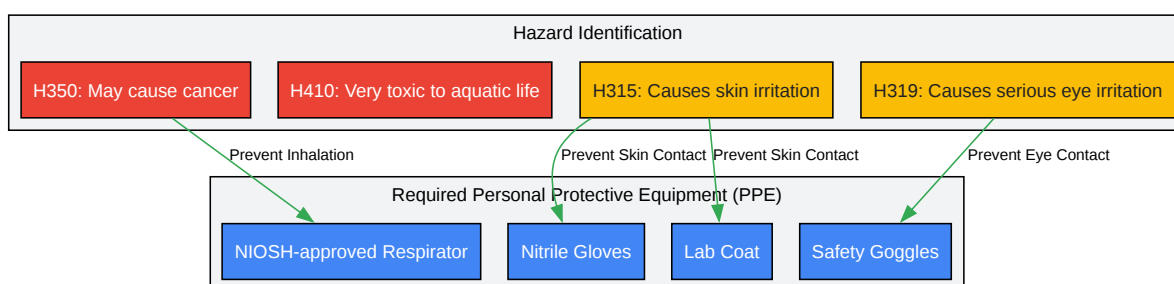 Hazard Identification
H350: May cause cancer
H410: Very toxic to aquatic life
H315: Causes skin irritation
H319: Causes serious eye irritation
Prevent Inhalation
Prevent Skin Contact
Prevent Skin Contact
Prevent Eye Contact
Required Personal Protective Equipment (PPE)
NIOSH-approved Respirator
Nitrile Gloves
Lab Coat
Safety Goggles